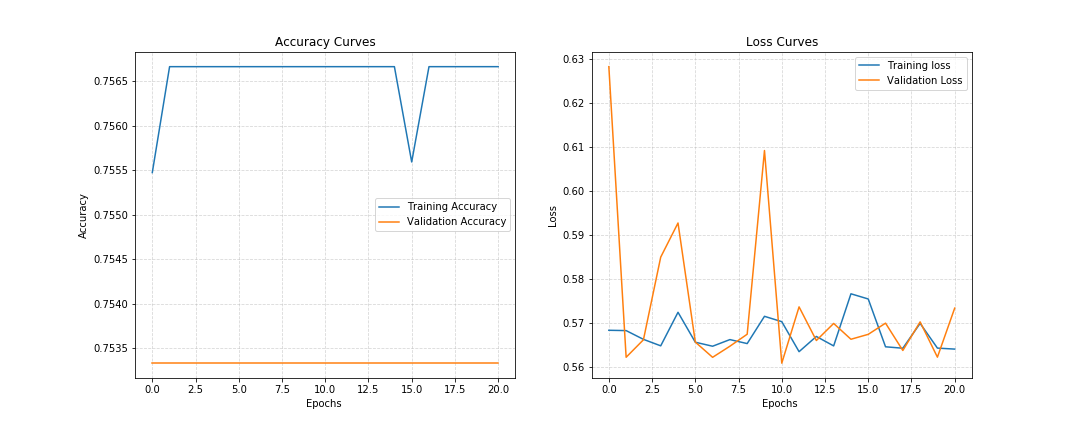 Accuracy Curves
0.7565
0.7560
0.7555
0.7550
0.7545
0.7540
0.7535
Accuracy
Training Accuracy
Validation Accuracy
0.0 2.5 5.0 7.5 10.0 12.5 15.0 17.5 20.0
Epochs
Loss Curves
0.63
0.62
0.61
0.60
0.59
0.58
0.57
0.56
Loss
Training loss
Validation Loss
0.0 2.5 5.0 7.5 10.0 12.5 15.0 17.5 20.0
Epochs